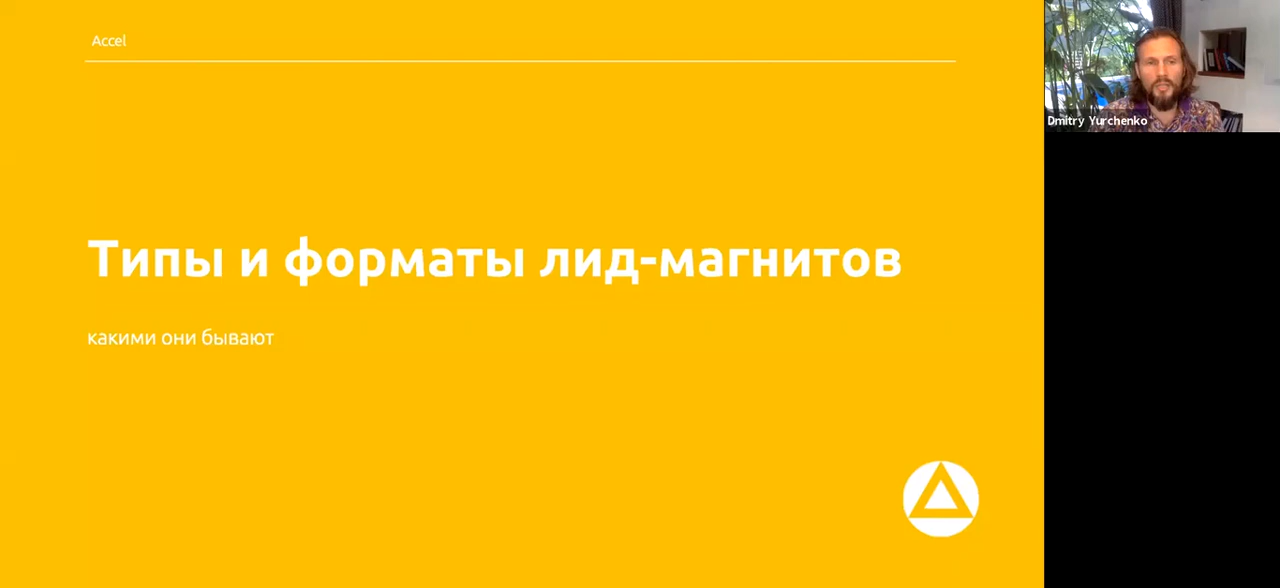 Accel
Dmitry Yurchenko
Типы и форматы лид-магнитов
какими они бывают